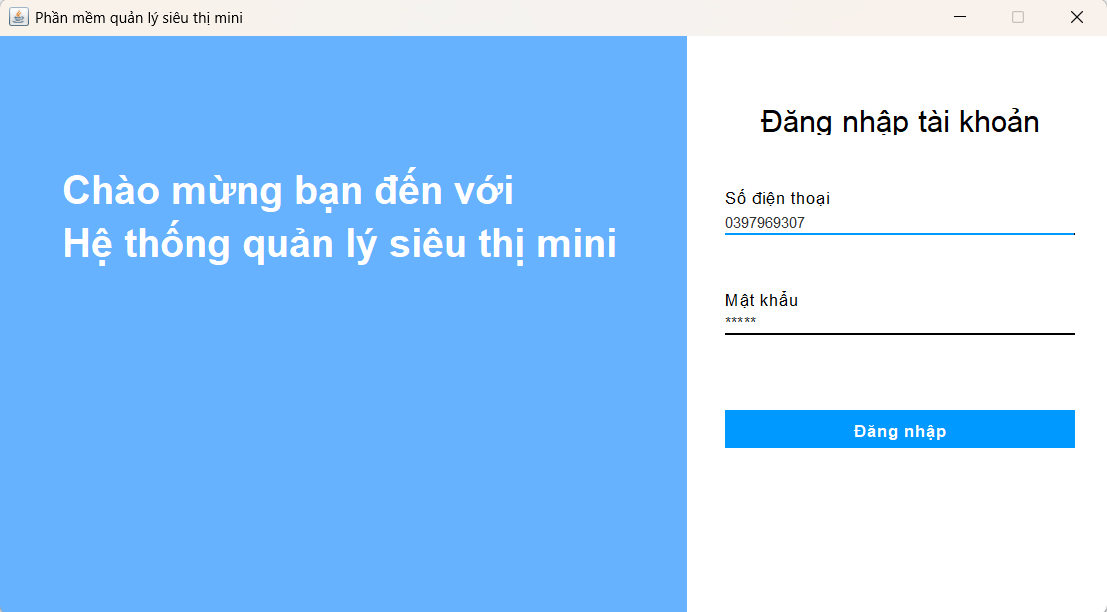 Phần mềm quản lý siêu thị mini
Chào mừng bạn đến với
Hệ thống quản lý siêu thị mini
Đăng nhập tài khoản
Số điện thoại
0397969307
Mật khẩu
*****
Đăng nhập